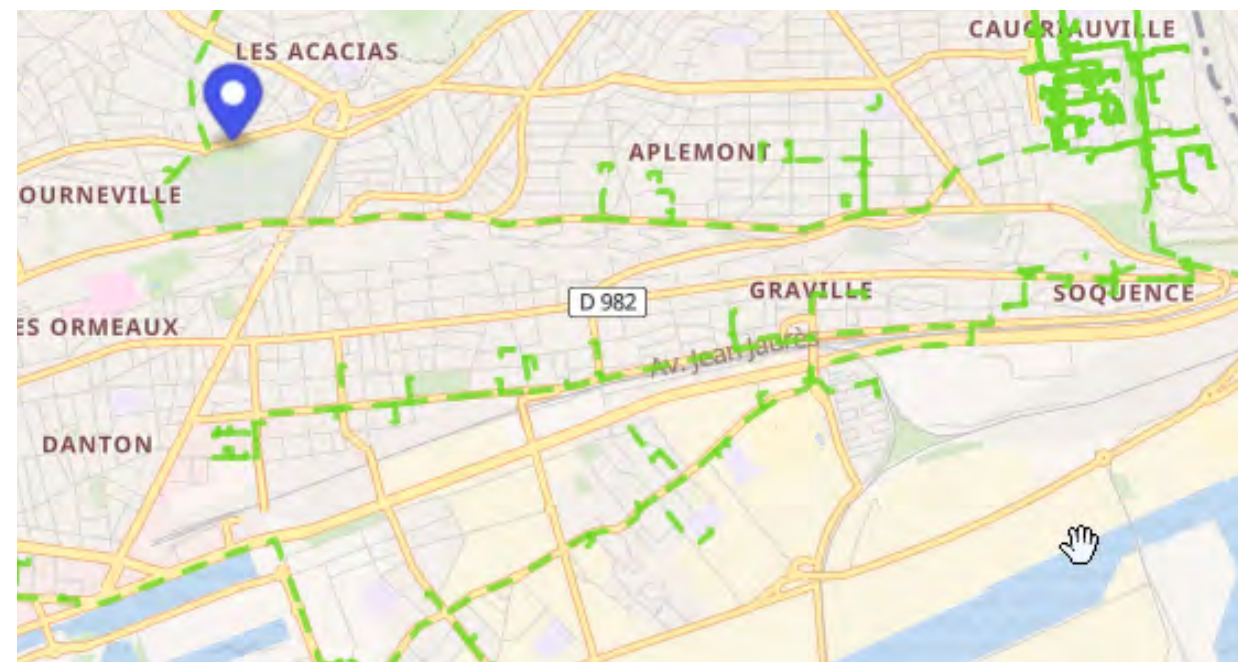 CAUCRIAUVILLE
LES ACACIAS
APLEMONT
OURNEVILLE
GRAVILLE
SOQUENCE
D 982
ES ORMEAUX
Av. Jean Jaurès
DANTON